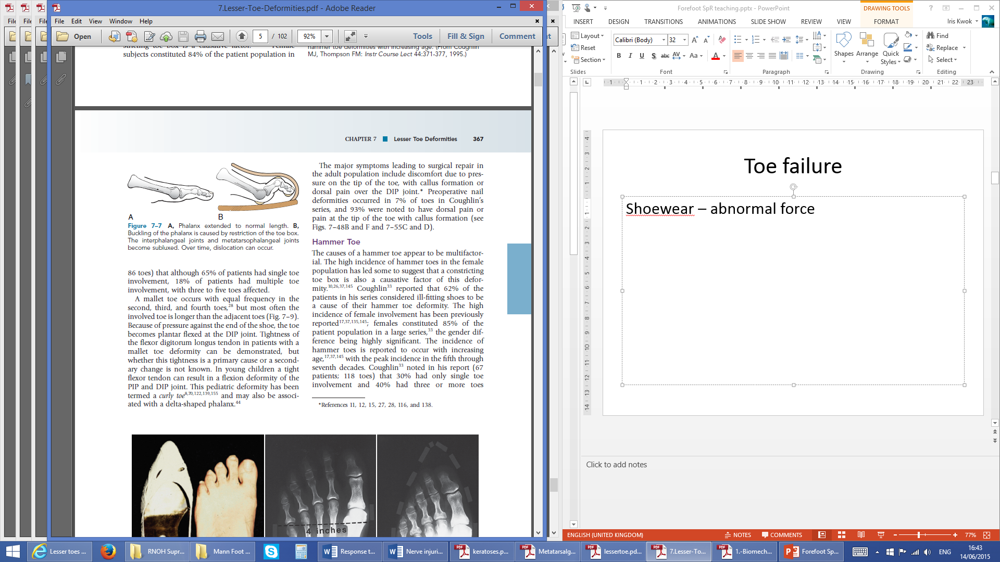 7.Lesser-Toe-Deformities.pdf - Adobe Reader
File Edit View Window Help
Open 5 / 102 92% Tools Fill & Sign Comment
subjects constituted 84% of the patient population in
hammer toe deformities with increasing age. (From Coughlin
MJ, Thompson FM: Instr Course Lect 44:371-377, 1995.)
CHAPTER 7 Lesser Toe Deformities 367
A B
Figure 7–7 A, Phalanx extended to normal length. B,
Buckling of the phalanx is caused by restriction of the toe box.
The interphalangeal joints and metatarsophalangeal joints
become subluxed. Over time, dislocation can occur.
86 toes) that although 65% of patients had single toe
involvement, 18% of patients had multiple toe
involvement, with three to five toes affected.
A mallet toe occurs with equal frequency in the
second, third, and fourth toes,28 but most often the
involved toe is longer than the adjacent toes (Fig. 7–9).
Because of pressure against the end of the shoe, the toe
becomes plantar flexed at the DIP joint. Tightness of
the flexor digitorum longus tendon in patients with a
mallet toe deformity can be demonstrated, but
whether this tightness is a primary cause or a second-
ary change is not known. In young children a tight
flexor tendon can result in a flexion deformity of the
PIP and DIP joint. This pediatric deformity has been
termed a curly toe8,70,122,139,155 and may also be associ-
ated with a delta-shaped phalanx.44
The major symptoms leading to surgical repair in
the adult population include discomfort due to pres-
sure on the tip of the toe, with callus formation or
dorsal pain over the DIP joint.* Preoperative nail
deformities occurred in 7% of toes in Coughlin's
series, and 93% were noted to have dorsal pain or
pain at the tip of the toe with callus formation (see
Figs. 7–48B and F and 7–55C and D).
Hammer Toe
The causes of a hammer toe appear to be multifactor-
ial. The high incidence of hammer toes in the female
population has led some to suggest that a constricting
toe box is also a causative factor of this defor-
mity.10,26,37,145 Coughlin33 reported that 62% of the
patients in his series considered ill-fitting shoes to be
a cause of their hammer toe deformity. The high
incidence of female involvement has been previously
reported17,37,135,145; females constituted 85% of the
patient population in a large series,33 the gender dif-
ference being highly significant. The incidence of
hammer toes is reported to occur with increasing
age,17,37,145 with the peak incidence in the fifth through
seventh decades. Coughlin33 noted in his report (67
patients; 118 toes) that 30% had only single toe
involvement and 40% had three or more toes
*References 11, 12, 15, 27, 28, 116, and 138.
4 inches
Forefoot SpR teaching.pptx - PowerPoint
DRAWING TOOLS
INSERT DESIGN TRANSITIONS ANIMATIONS SLIDE SHOW REVIEW VIEW FORMAT Iris Kwok
Layout Calibri (Body) 32 Find
Reset Shapes Arrange Quick Styles Replace
Section B I U S abc AV Aa A Select
Slides Font Paragraph Drawing Editing
Toe failure
Shoewear – abnormal force
Click to add notes
ENGLISH (UNITED KINGDOM) NOTES COMMENTS 77%
Lesser toes ... RNOH Supr... Mann Foot ... Response t... Nerve injuri... keratoses.p... Metatarsalg... lessertoe.pd... 7.Lesser-To... 1.-Biomech... Forefoot Sp... ENG
16:43
14/06/2015